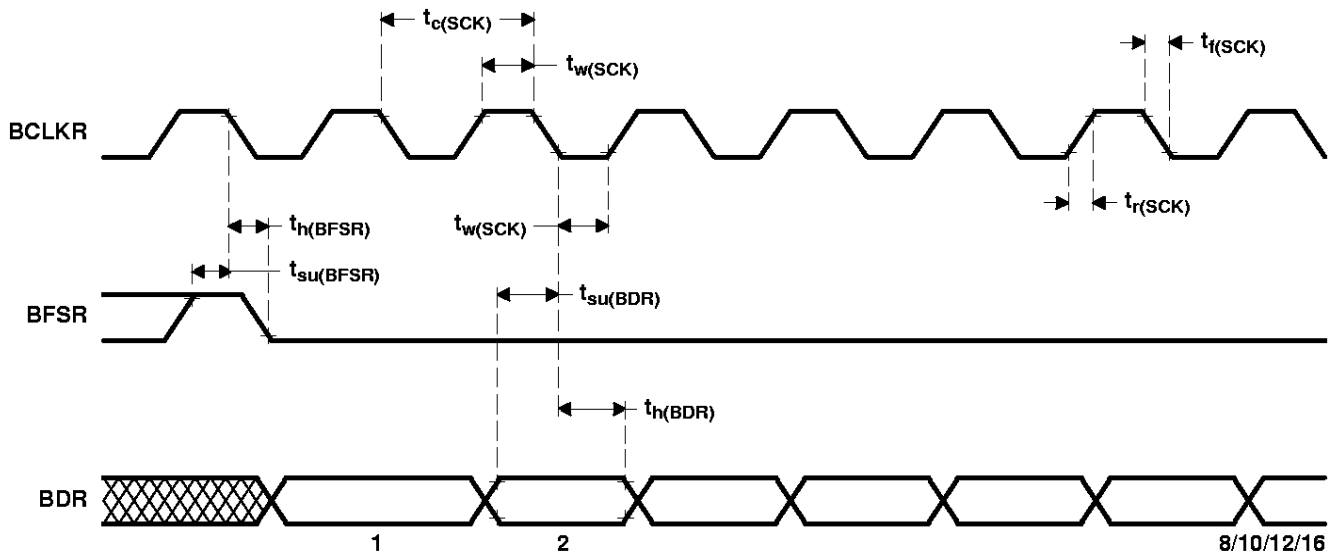 tc(SCK)
tw(SCK)
tf(SCK)
BCLKR
th(BFSR)
tw(SCK)
tr(SCK)
tsu(BFSR)
tsu(BDR)
BFSR
th(BDR)
BDR
1 2 8/10/12/16